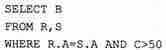 SELECT B
FROM R,S
WHERE R.A=S.A AND C>50